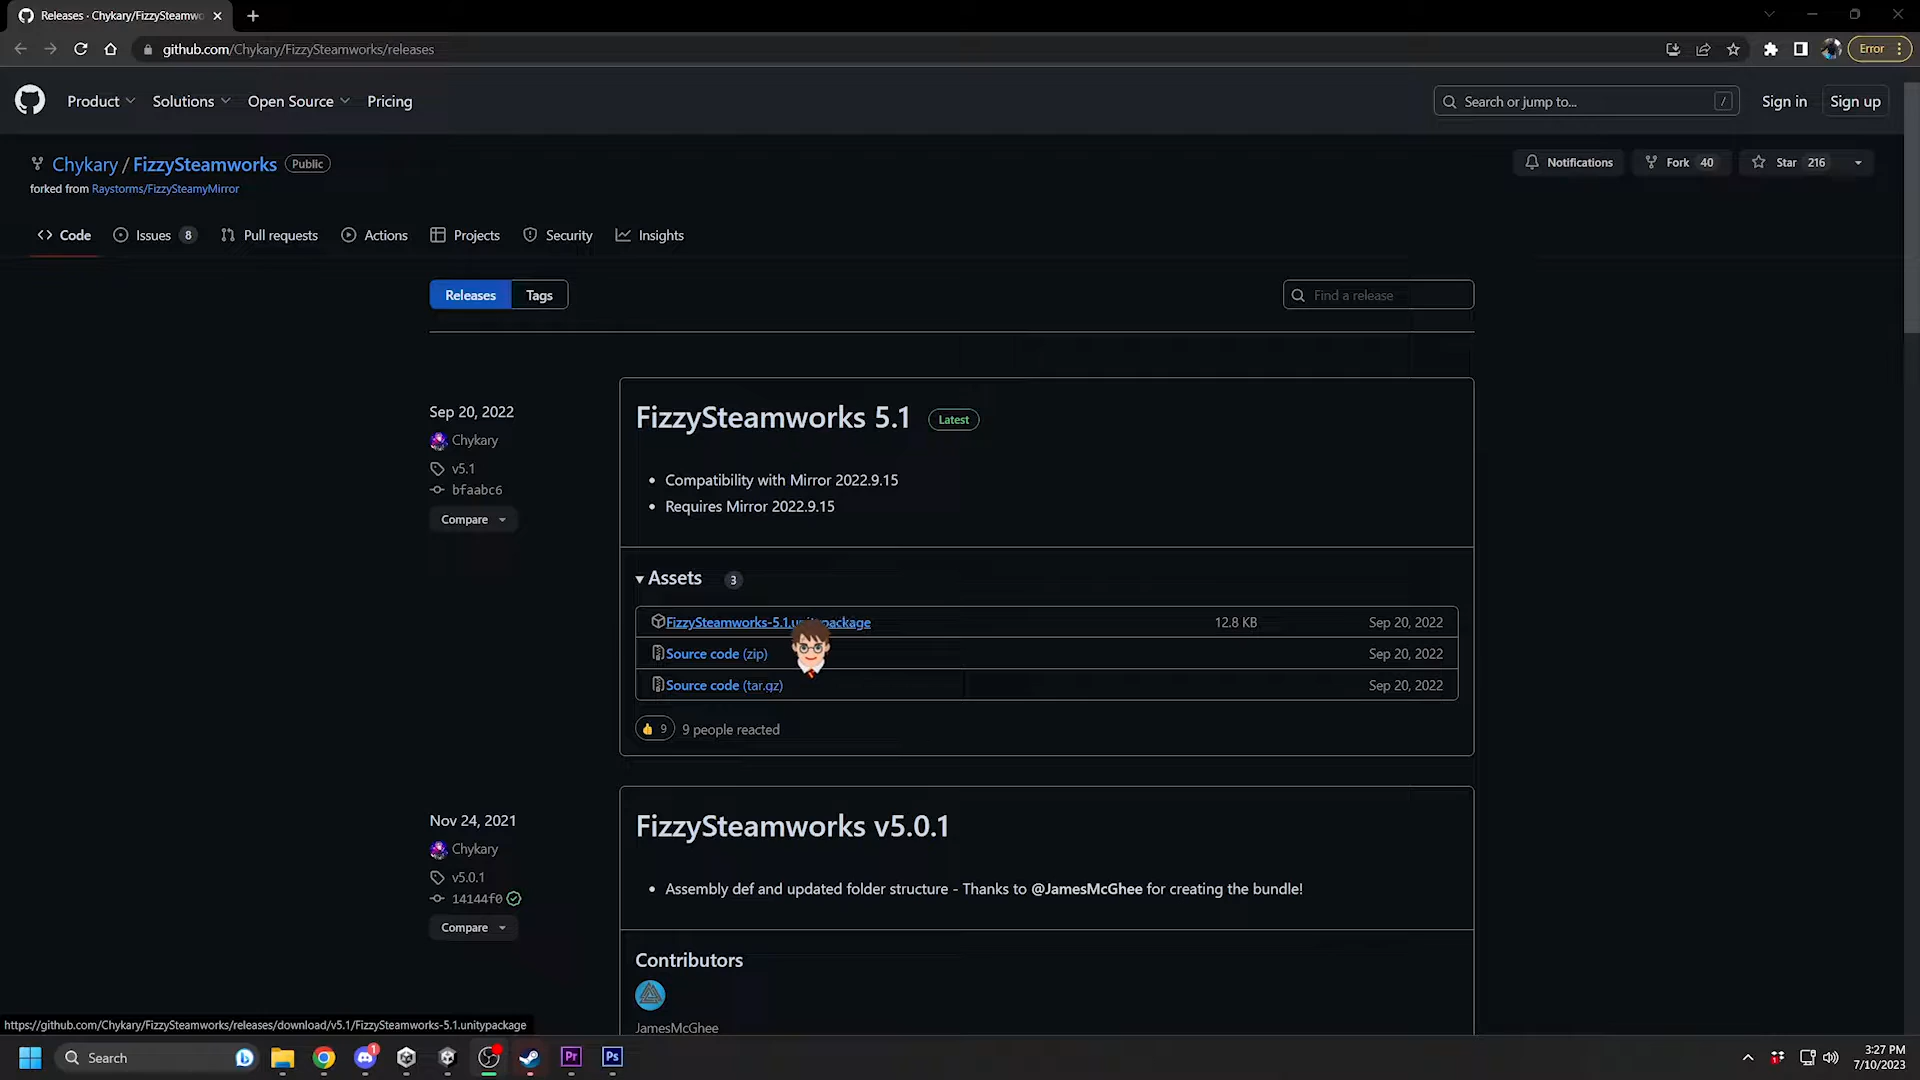 Releases · Chykary/FizzySteamwo
github.com/Chykary/FizzySteamworks/releases
Error
Product
Solutions
Open Source
Pricing
Search or jump to...
/
Sign in
Sign up
Chykary / FizzySteamworks
Public
Notifications
Fork 40
Star 216
forked from Raystorms/FizzySteamyMirror
Code
Issues 8
Pull requests
Actions
Projects
Security
Insights
Releases
Tags
Find a release
Sep 20, 2022
Chykary
v5.1
bfaabc6
Compare
FizzySteamworks 5.1
Latest
• Compatibility with Mirror 2022.9.15
• Requires Mirror 2022.9.15
Assets 3
FizzySteamworks-5.1.unitypackage
12.8 KB
Sep 20, 2022
Source code (zip)
Sep 20, 2022
Source code (tar.gz)
Sep 20, 2022
9
9 people reacted
Nov 24, 2021
Chykary
v5.0.1
14144f0
Compare
FizzySteamworks v5.0.1
• Assembly def and updated folder structure - Thanks to @JamesMcGhee for creating the bundle!
Contributors
JamesMcGhee
https://github.com/Chykary/FizzySteamworks/releases/download/v5.1/FizzySteamworks-5.1.unitypackage
Search
1
Pr
Ps
3:27 PM
7/10/2023